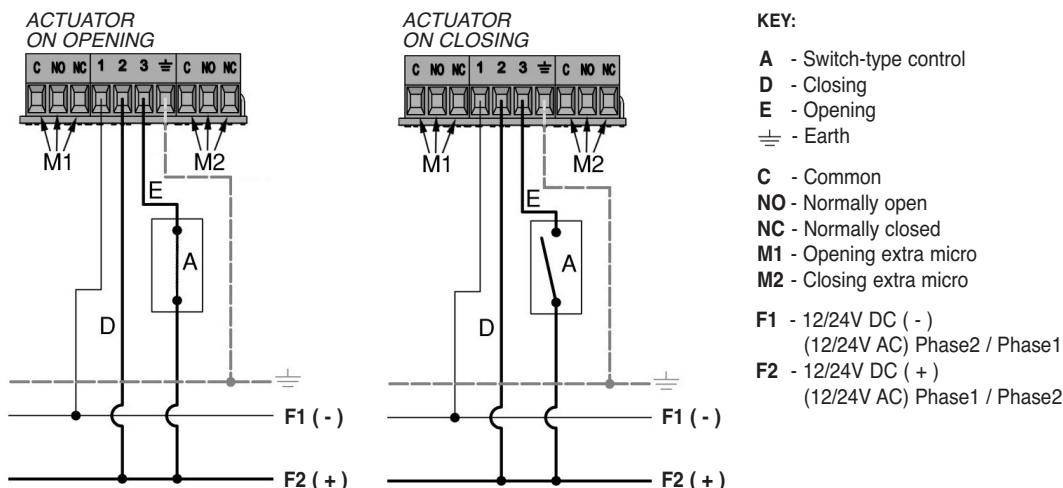 ACTUATOR
ON OPENING
C NO NC 1 2 3 ⏚ C NO NC
M1 M2
E
A
D
F1 ( - )
F2 ( + )
ACTUATOR
ON CLOSING
C NO NC 1 2 3 ⏚ C NO NC
M1 M2
E
A
D
F1 ( - )
F2 ( + )
KEY:
A - Switch-type control
D - Closing
E - Opening
⏚ - Earth
C - Common
NO - Normally open
NC - Normally closed
M1 - Opening extra micro
M2 - Closing extra micro
F1 - 12/24V DC ( - )
(12/24V AC) Phase2 / Phase1
F2 - 12/24V DC ( + )
(12/24V AC) Phase1 / Phase2